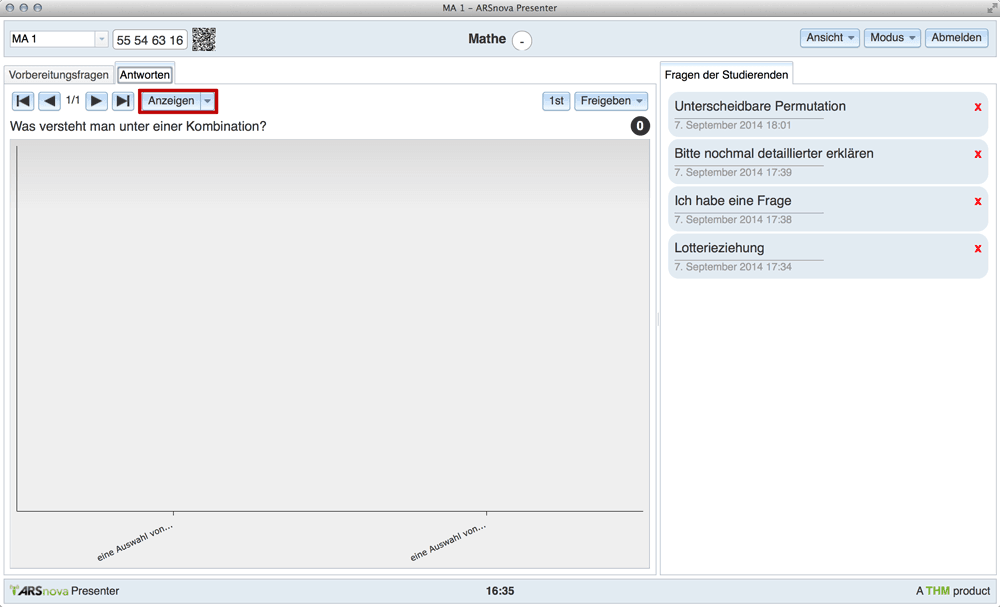 MA 1 – ARSnova Presenter
MA 1
55 54 63 16
Mathe
-
Ansicht
Modus
Abmelden
Vorbereitungsfragen
Antworten
1/1
Anzeigen
1st
Freigeben
Was versteht man unter einer Kombination?
0
eine Auswahl von...
eine Auswahl von...
Fragen der Studierenden
Unterscheidbare Permutation
x
7. September 2014 18:01
Bitte nochmal detaillierter erklären
x
7. September 2014 17:39
Ich habe eine Frage
x
7. September 2014 17:38
Lotterieziehung
x
7. September 2014 17:34
ARSnova Presenter
16:35
A THM product